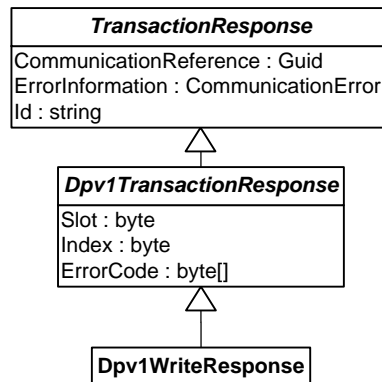 TransactionResponse
CommunicationReference : Guid
ErrorInformation : CommunicationError
Id : string
Dpv1TransactionResponse
Slot : byte
Index : byte
ErrorCode : byte[]
Dpv1WriteResponse